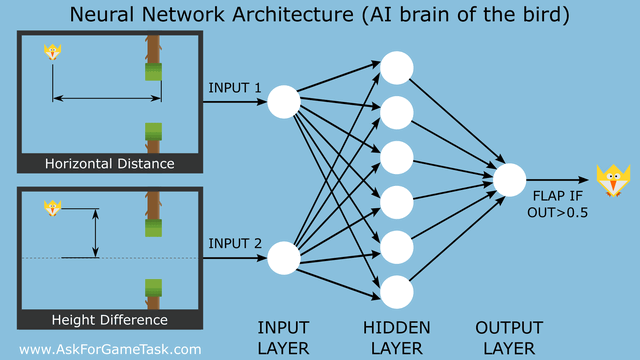 Neural Network Architecture (AI brain of the bird)
Horizontal Distance
INPUT 1
Height Difference
INPUT 2
FLAP IF
OUT>0.5
INPUT
LAYER
HIDDEN
LAYER
OUTPUT
LAYER
www.AskForGameTask.com